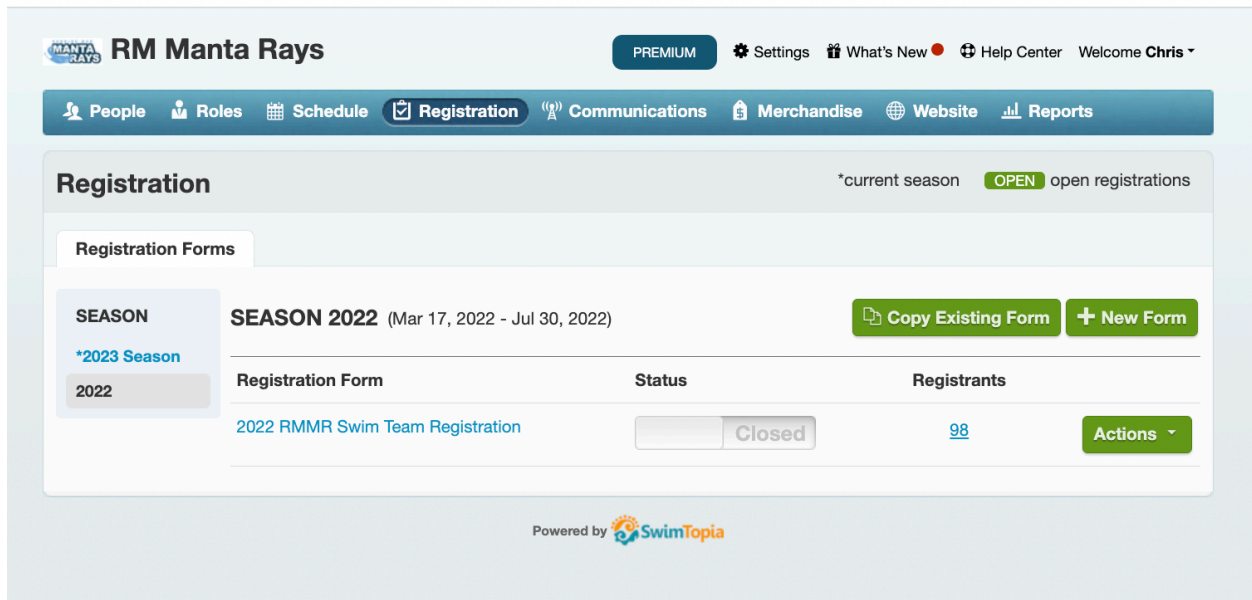 MANTA RAYS RM Manta Rays PREMIUM Settings What's New Help Center Welcome Chris
People Roles Schedule Registration Communications Merchandise Website Reports
Registration *current season OPEN open registrations
Registration Forms
SEASON
*2023 Season
2022
SEASON 2022 (Mar 17, 2022 - Jul 30, 2022) Copy Existing Form New Form
Registration Form Status Registrants
2022 RMMR Swim Team Registration Closed 98 Actions
Powered by SwimTopia